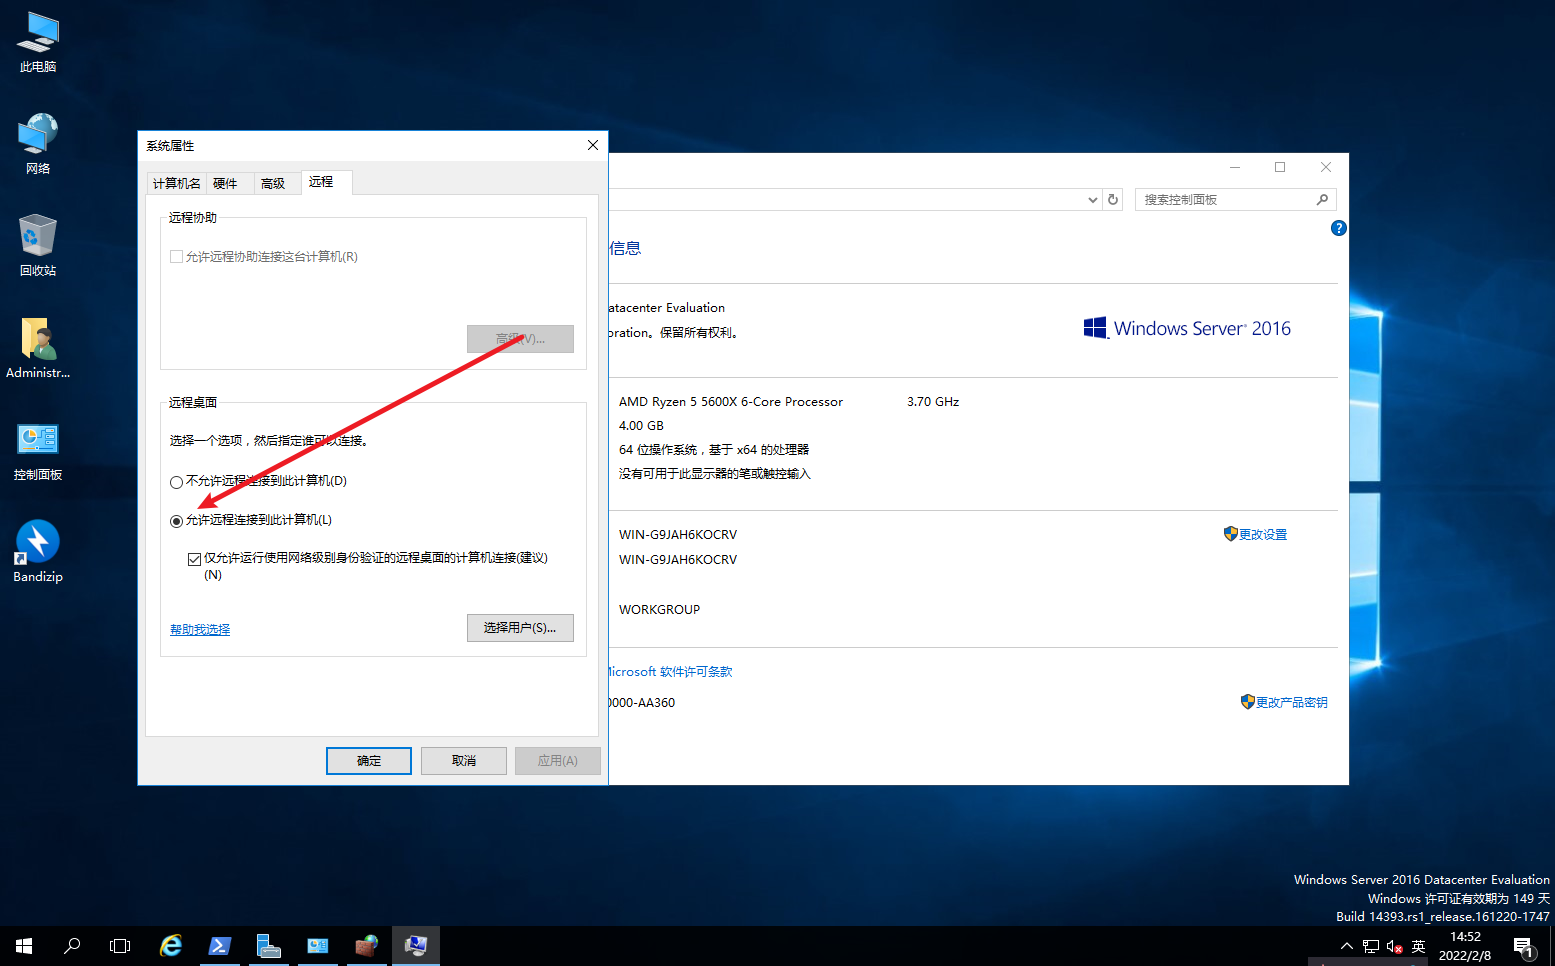 此电脑
网络
回收站
Administr...
控制面板
Bandizip
系统属性
计算机名
硬件
高级
远程
远程协助
允许远程协助连接这台计算机(R)
高级(V)...
远程桌面
选择一个选项，然后指定谁可以连接。
不允许远程连接到此计算机(D)
允许远程连接到此计算机(L)
仅允许运行使用网络级别身份验证的远程桌面的计算机连接(建议)
(N)
帮助我选择
选择用户(S)...
确定
取消
应用(A)
搜索控制面板
信息
atacenter Evaluation
oration。保留所有权利。
Windows Server 2016
AMD Ryzen 5 5600X 6-Core Processor 3.70 GHz
4.00 GB
64 位操作系统，基于 x64 的处理器
没有可用于此显示器的笔或触控输入
WIN-G9JAH6KOCRV
更改设置
WIN-G9JAH6KOCRV
WORKGROUP
Microsoft 软件许可条款
0000-AA360
更改产品密钥
Windows Server 2016 Datacenter Evaluation
Windows 许可证有效期为 149 天
Build 14393.rs1_release.161220-1747
英
14:52
2022/2/8
1